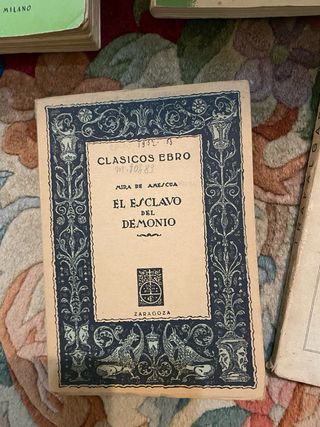 MILANO
CLASICOS EBRO
MIRA DE AMESCUA
EL ESCLAVO
DEL
DEMONIO
ZARAGOZA